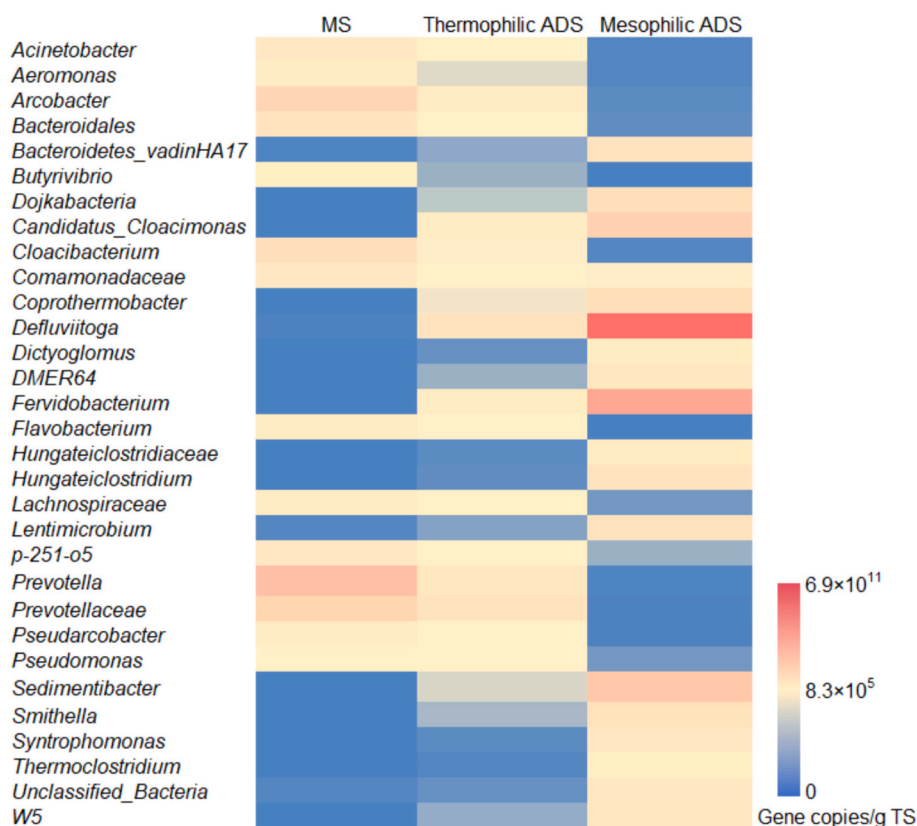 MS Thermophilic ADS Mesophilic ADS
Acinetobacter
Aeromonas
Arcobacter
Bacteroidales
Bacteroidetes_vadinHA17
Butyrivibrio
Dojkabacteria
Candidatus_Cloacimonas
Cloacibacterium
Comamonadaceae
Coprothermobacter
Defluviitoga
Dictyoglomus
DMER64
Fervidobacterium
Flavobacterium
Hungateiclostridiaceae
Hungateiclostridium
Lachnospiraceae
Lentimicrobium
p-251-o5
Prevotella
Prevotellaceae
Pseudarcobacter
Pseudomonas
Sedimentibacter
Smithella
Syntrophomonas
Thermoclostridium
Unclassified_Bacteria
W5
6.9×10¹¹
8.3×10⁵
0
Gene copies/g TS